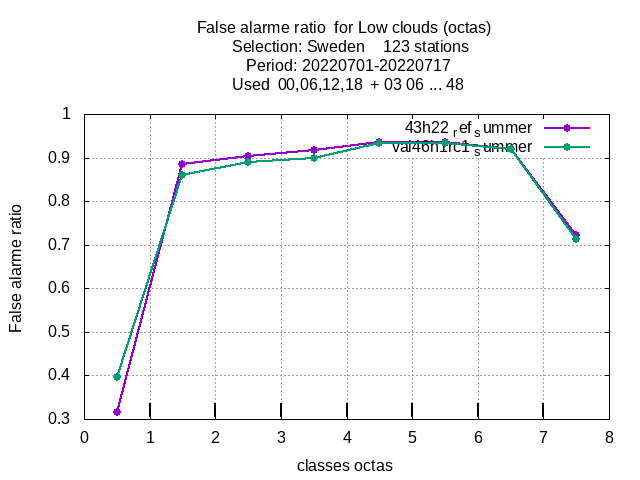 False alarme ratio for Low clouds (octas)
Selection: Sweden 123 stations
Period: 20220701-20220717
Used 00,06,12,18 + 03 06 ... 48
43h22ref summer
val46h1rc1 summer
1
0.9
0.8
0.7
0.6
0.5
0.4
0.3
0 1 2 3 4 5 6 7 8
False alarme ratio
classes octas